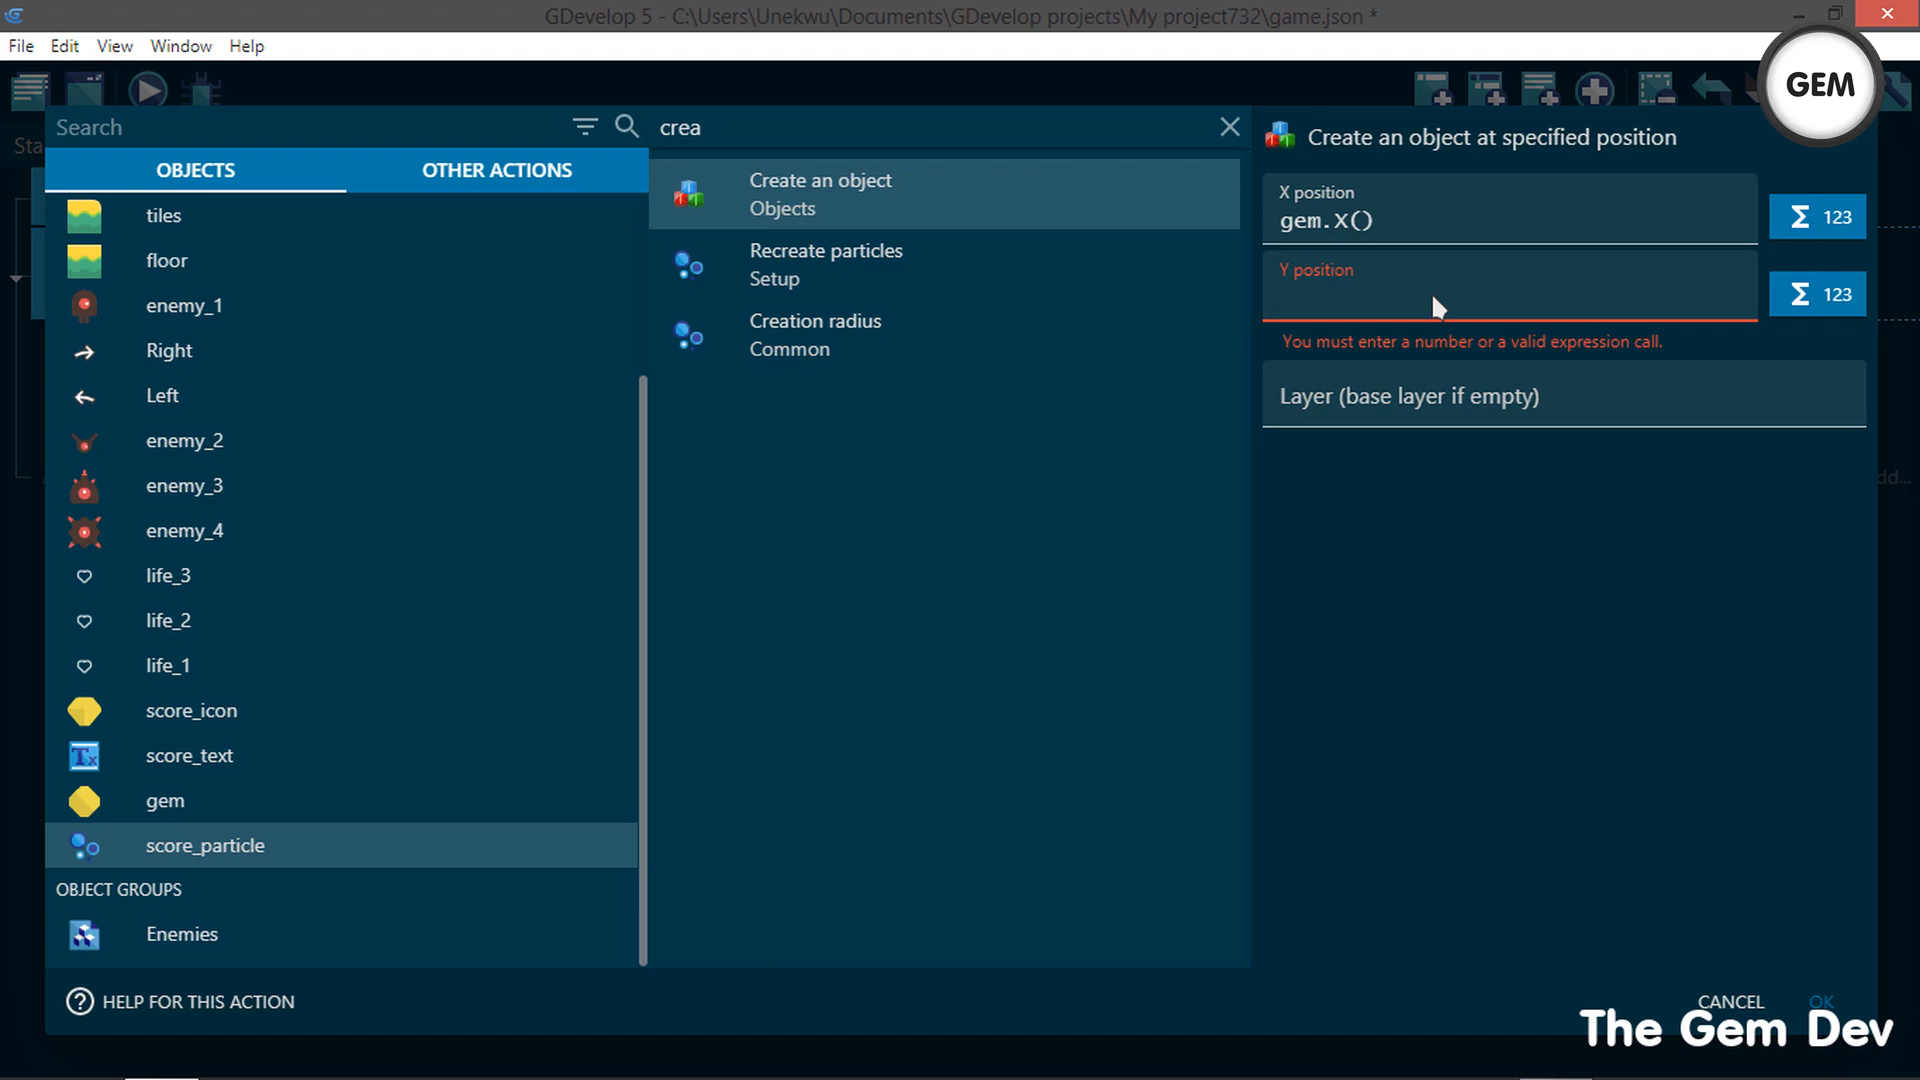 GDevelop 5 - C:\Users\Unekwu\Documents\GDevelop projects\My project732\game.json *
File Edit View Window Help
GEM
Sta
Search
crea
OBJECTS
OTHER ACTIONS
tiles
floor
enemy_1
Right
Left
enemy_2
enemy_3
enemy_4
life_3
life_2
life_1
score_icon
Tx
score_text
gem
score_particle
OBJECT GROUPS
Enemies
Create an object
Objects
Recreate particles
Setup
Creation radius
Common
Create an object at specified position
X position
gem.X()
Σ 123
Y position
Σ 123
You must enter a number or a valid expression call.
Layer (base layer if empty)
dd...
? HELP FOR THIS ACTION
CANCEL
OK
The Gem Dev